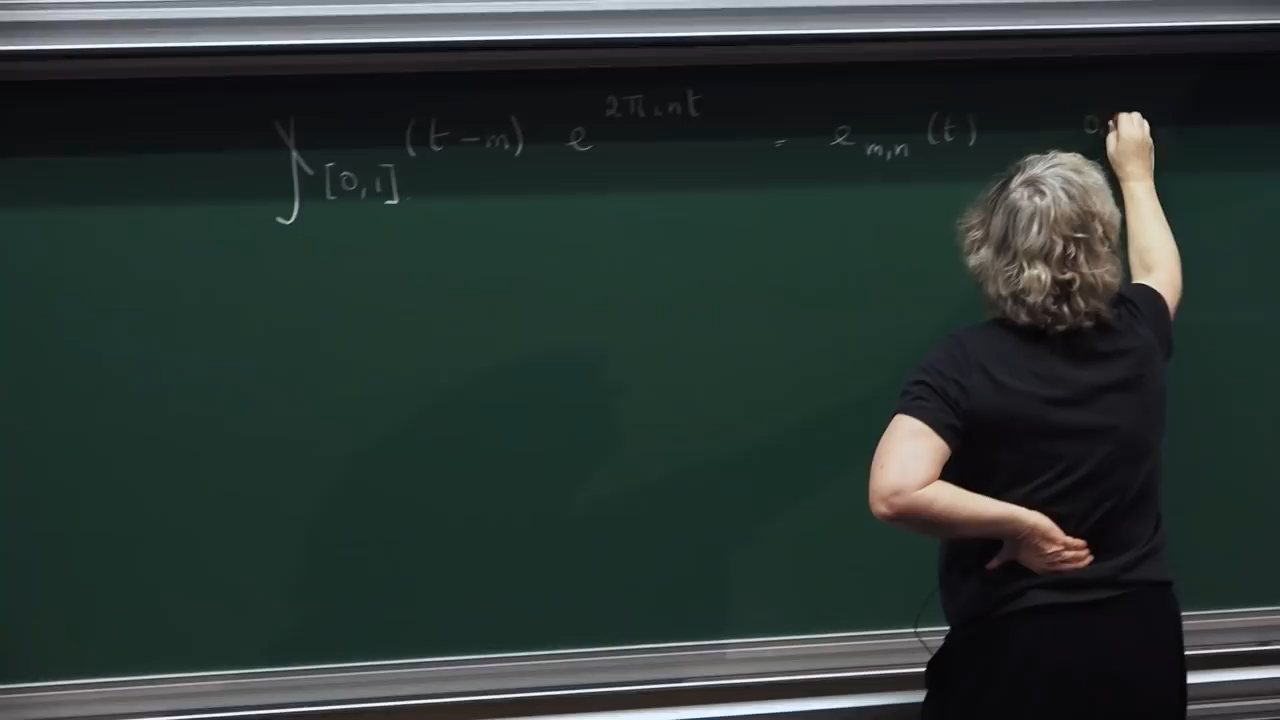 χ[0,1](t-m) e^{2πint} = e_{m,n}(t)